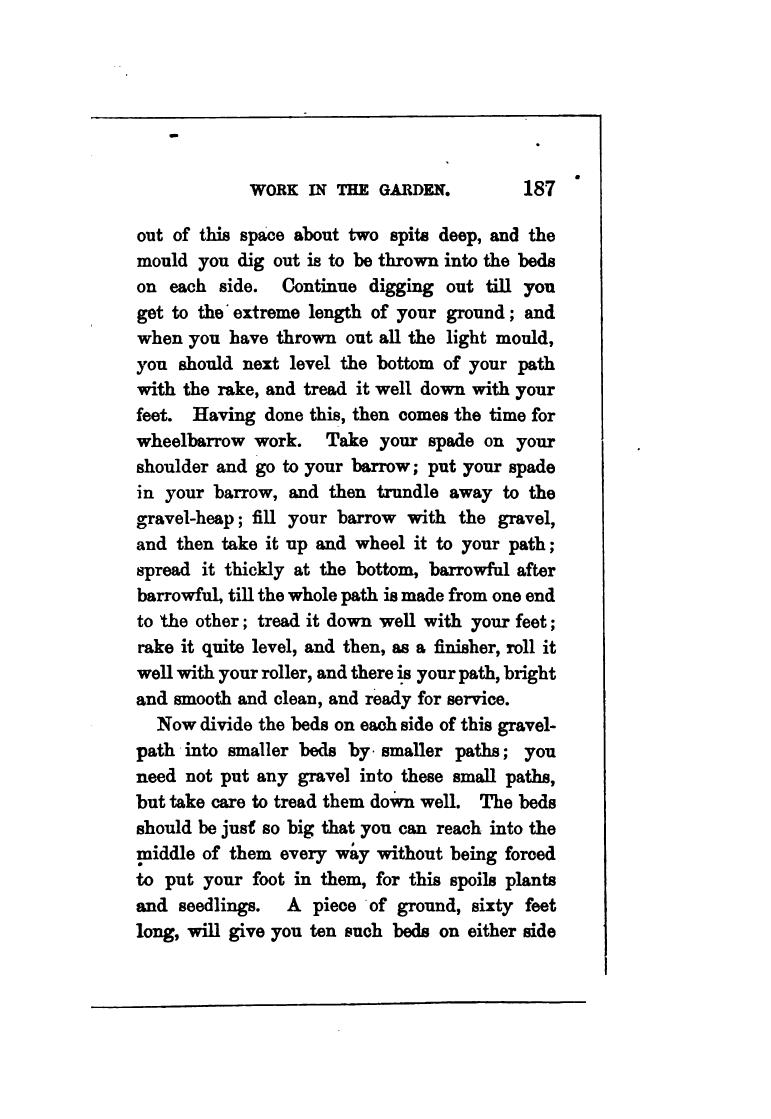 WORK IN THE GARDEN. 187
out of this space about two spits deep, and the
mould you dig out is to be thrown into the beds
on each side. Continue digging out till you
get to the extreme length of your ground; and
when you have thrown out all the light mould,
you should next level the bottom of your path
with the rake, and tread it well down with your
feet. Having done this, then comes the time for
wheelbarrow work. Take your spade on your
shoulder and go to your barrow; put your spade
in your barrow, and then trundle away to the
gravel-heap; fill your barrow with the gravel,
and then take it up and wheel it to your path;
spread it thickly at the bottom, barrowful after
barrowful, till the whole path is made from one end
to the other; tread it down well with your feet;
rake it quite level, and then, as a finisher, roll it
well with your roller, and there is your path, bright
and smooth and clean, and ready for service.
Now divide the beds on each side of this gravel-
path into smaller beds by smaller paths; you
need not put any gravel into these small paths,
but take care to tread them down well. The beds
should be just so big that you can reach into the
middle of them every way without being forced
to put your foot in them, for this spoils plants
and seedlings. A piece of ground, sixty feet
long, will give you ten such beds on either side